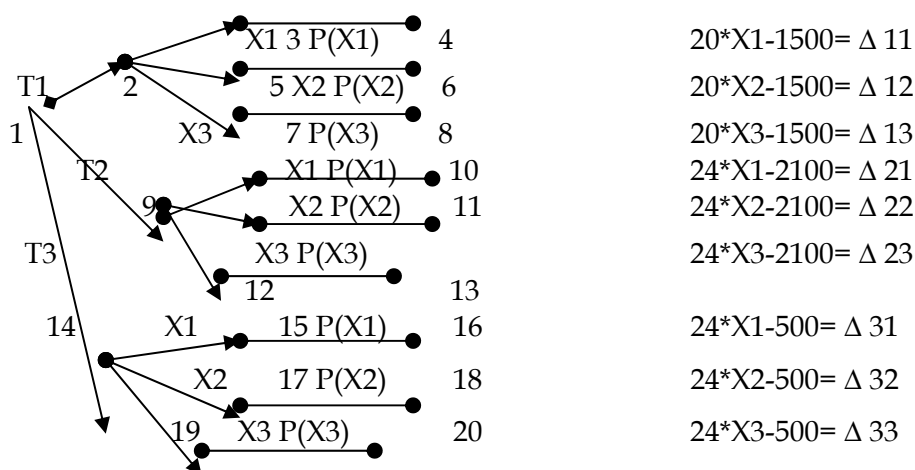 X1 3 P(X1) 4 20*X1-1500= Δ 11
T1 2 5 X2 P(X2) 6 20*X2-1500= Δ 12
1 X3 7 P(X3) 8 20*X3-1500= Δ 13
T2 X1 P(X1) 10 24*X1-2100= Δ 21
9 X2 P(X2) 11 24*X2-2100= Δ 22
T3 X3 P(X3) 24*X3-2100= Δ 23
12 13
14 X1 15 P(X1) 16 24*X1-500= Δ 31
X2 17 P(X2) 18 24*X2-500= Δ 32
19 X3 P(X3) 20 24*X3-500= Δ 33